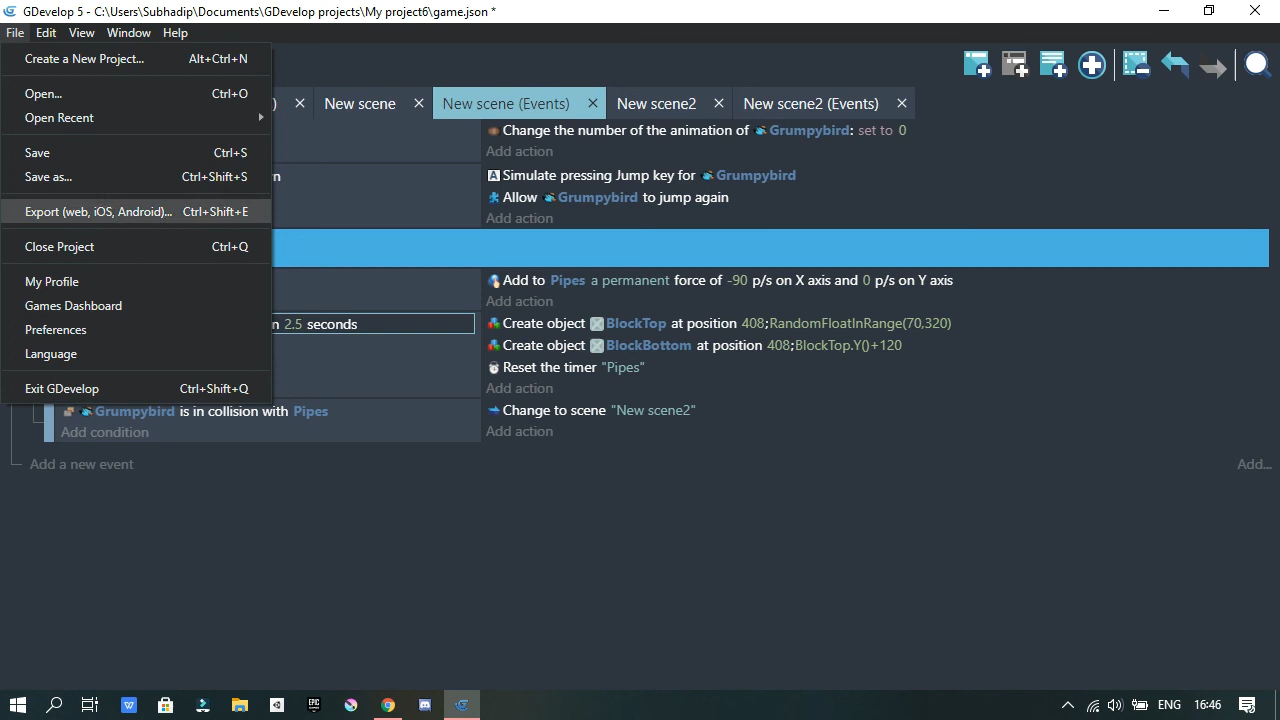 GDevelop 5 - C:\Users\Subhadip\Documents\GDevelop projects\My project6\game.json *
File Edit View Window Help
Create a New Project... Alt+Ctrl+N
Open... Ctrl+O
Open Recent
Save Ctrl+S
Save as... Ctrl+Shift+S
Export (web, iOS, Android)... Ctrl+Shift+E
Close Project Ctrl+Q
My Profile
Games Dashboard
Preferences
Language
Exit GDevelop Ctrl+Shift+Q
) New scene New scene (Events) New scene2 New scene2 (Events)
Change the number of the animation of Grumpybird: set to 0
Add action
n
Simulate pressing Jump key for Grumpybird
Allow Grumpybird to jump again
Add action
Add to Pipes a permanent force of -90 p/s on X axis and 0 p/s on Y axis
Add action
n 2.5 seconds
Create object BlockTop at position 408;RandomFloatInRange(70,320)
Create object BlockBottom at position 408;BlockTop.Y()+120
Reset the timer "Pipes"
Add action
Grumpybird is in collision with Pipes
Add condition
Change to scene "New scene2"
Add action
Add a new event Add...
W EPIC GAMES ENG 16:46